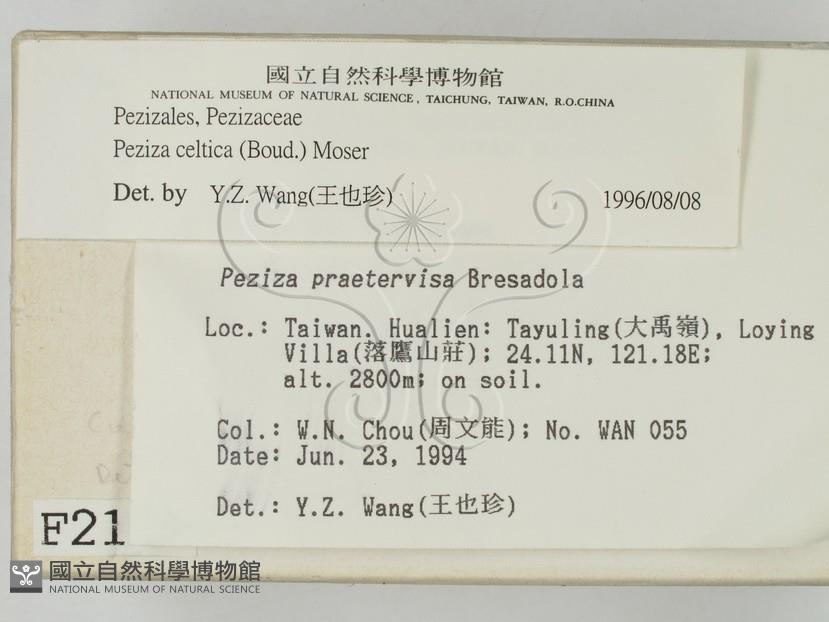 國立自然科學博物館
NATIONAL MUSEUM OF NATURAL SCIENCE, TAICHUNG, TAIWAN, R.O.CHINA
Pezizales, Pezizaceae
Peziza celtica (Boud.) Moser
Det. by Y.Z. Wang(王也珍) 1996/08/08
Peziza praetervisa Bresadola
Loc.: Taiwan. Hualien: Tayuling(大禹嶺), Loying
Villa(落鷹山莊); 24.11N, 121.18E;
alt. 2800m; on soil.
Col.: W.N. Chou(周文能); No. WAN 055
Date: Jun. 23, 1994
Det.: Y.Z. Wang(王也珍)
F21
國立自然科學博物館
NATIONAL MUSEUM OF NATURAL SCIENCE